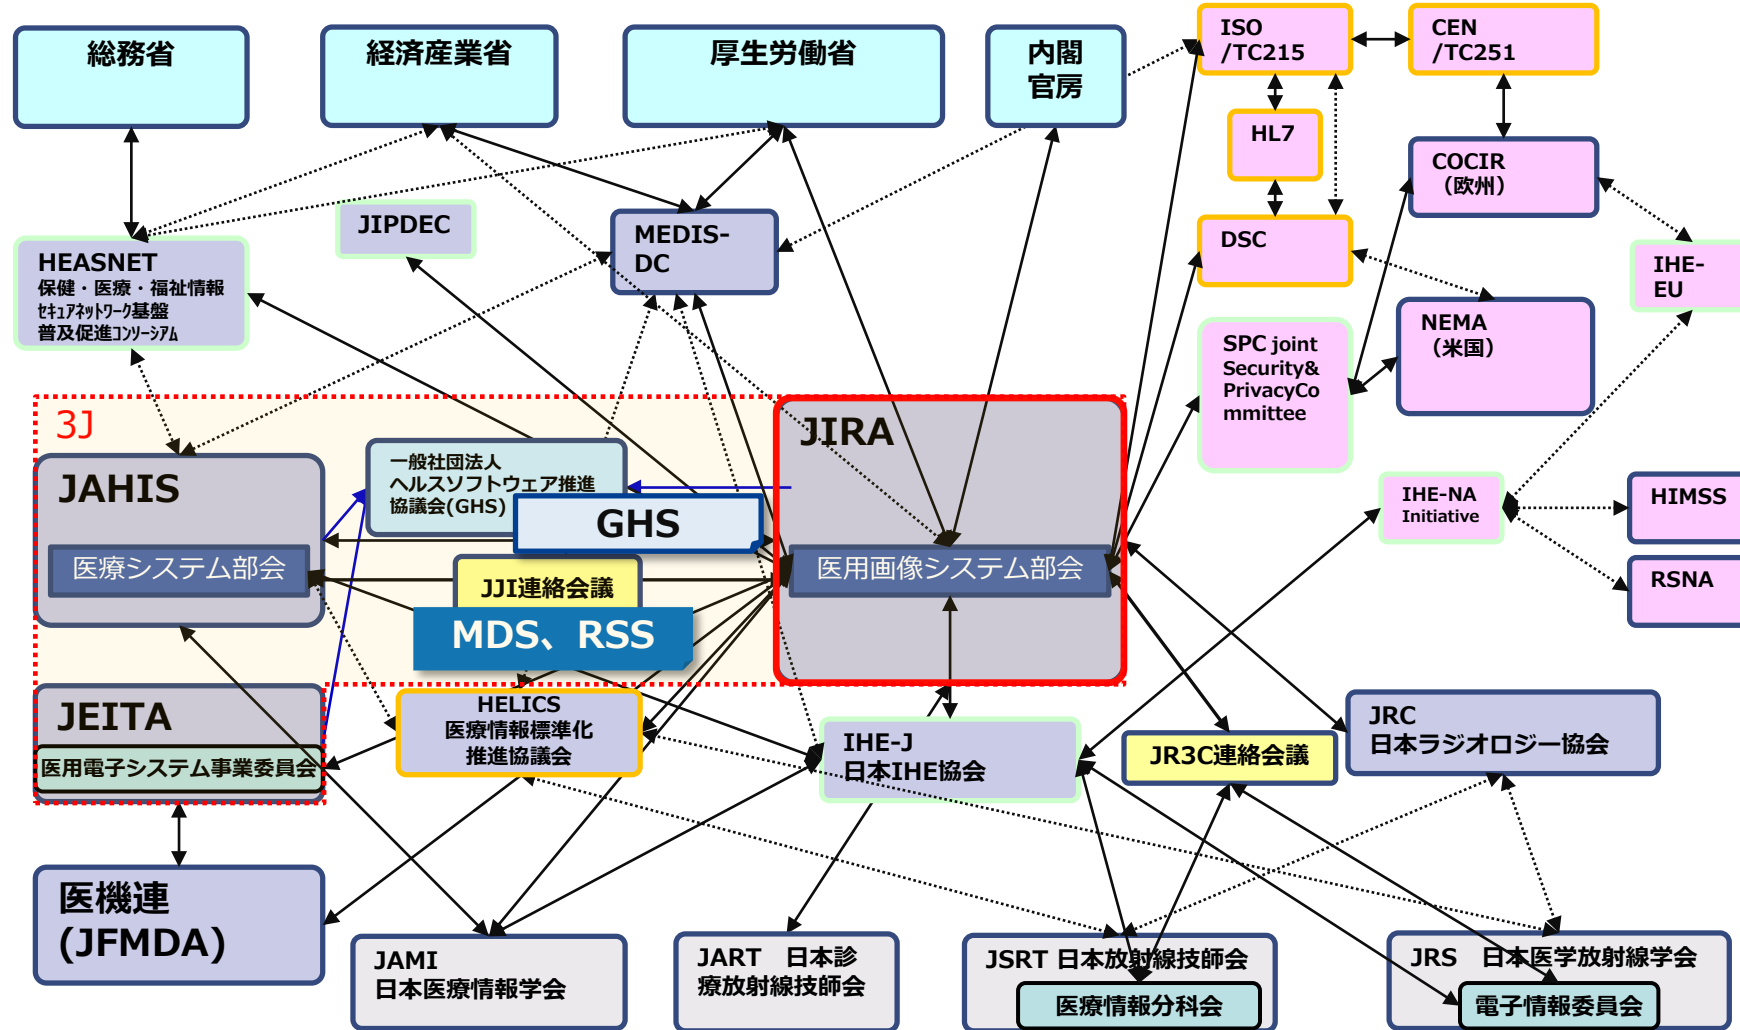 総務省
経済産業省
厚生労働省
内閣
官房
ISO
/TC215
CEN
/TC251
HL7
COCIR
（欧州）
JIPDEC
MEDIS-
DC
DSC
HEASNET
保健・医療・福祉情報
ｾｷｭｱﾈｯﾄﾜｰｸ基盤
普及促進ｺﾝｿｰｼｱﾑ
IHE-
EU
NEMA
（米国）
SPC joint
Security&
PrivacyCo
mmittee
3J
JIRA
JAHIS
一般社団法人
ヘルスソフトウェア推進
協議会(GHS)
GHS
IHE-NA
Initiative
HIMSS
医療システム部会
JJI連絡会議
医用画像システム部会
RSNA
MDS、RSS
JEITA
医用電子システム事業委員会
HELICS
医療情報標準化
推進協議会
IHE-J
日本IHE協会
JR3C連絡会議
JRC
日本ラジオロジー協会
医機連
(JFMDA)
JAMI
日本医療情報学会
JART　日本診
療放射線技師会
JSRT 日本放射線技師会
医療情報分科会
JRS　日本医学放射線学会
電子情報委員会